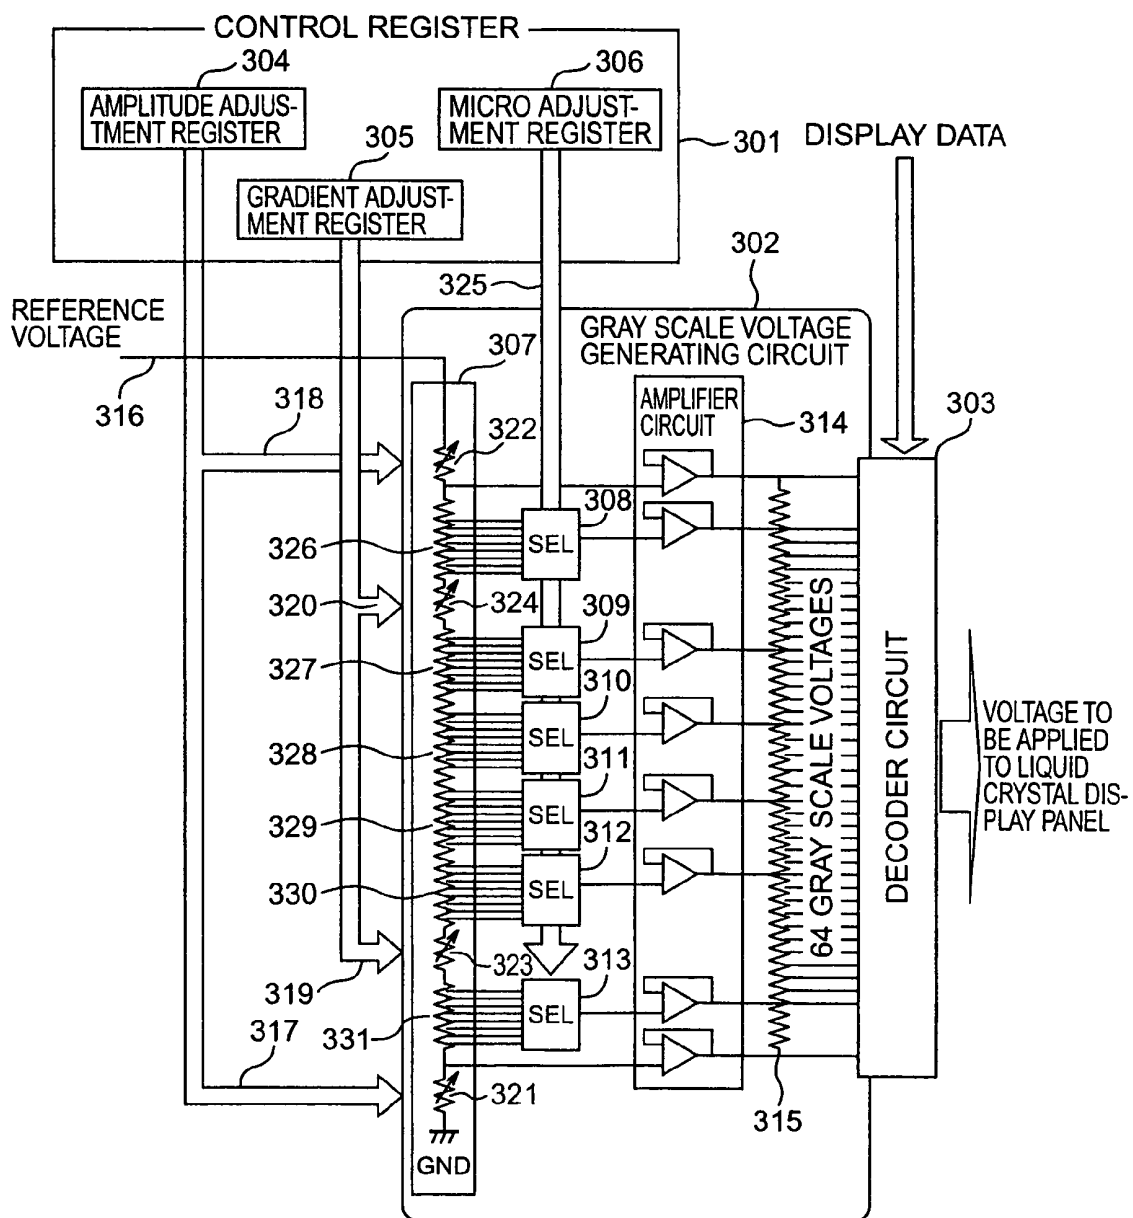 CONTROL REGISTER
304
306
AMPLITUDE ADJUS-
TMENT REGISTER
MICRO ADJUST-
MENT REGISTER
301
DISPLAY DATA
305
GRADIENT ADJUST-
MENT REGISTER
302
325
REFERENCE
VOLTAGE
GRAY SCALE VOLTAGE
GENERATING CIRCUIT
307
316
318
AMPLIFIER
CIRCUIT
314
303
322
308
SEL
326
320
324
309
SEL
327
310
SEL
328
311
SEL
329
312
SEL
330
64 GRAY SCALE VOLTAGES
DECODER CIRCUIT
VOLTAGE TO
BE APPLIED
TO LIQUID
CRYSTAL DIS-
PLAY PANEL
323
313
319
SEL
331
317
321
315
GND